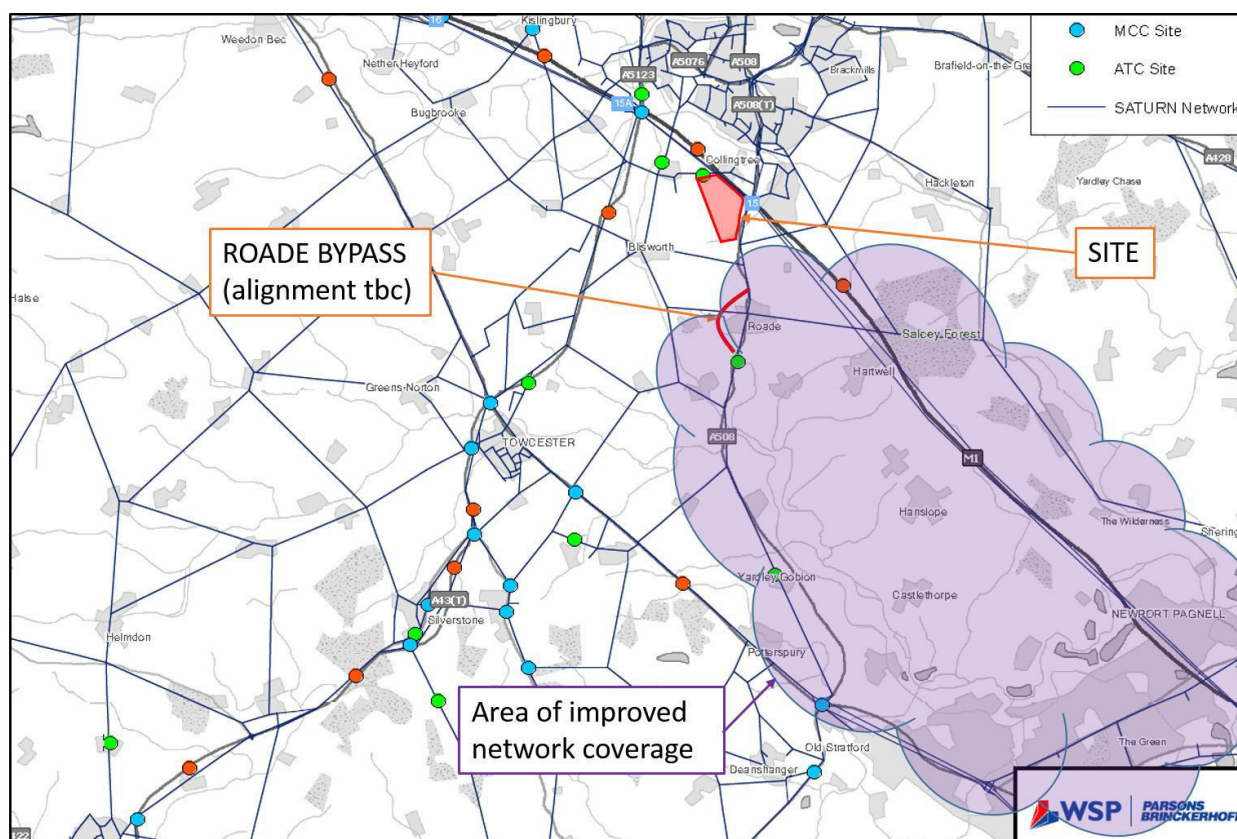 16
Kislingbury
Weedon Bec
Nether Heyford
A5123
A5076
A508
Brackmills
Brafield-on-the-Gre
MCC Site
ATC Site
SATURN Network
15A
A508(T)
Bugbrooke
Collingtree
A428
Hackleton
Yardley Chase
15
ROADE BYPASS
(alignment tbc)
Blisworth
SITE
Halse
Roade
Salcey Forest
Hartwell
Greens Norton
TOWCESTER
A508
M1
Hanslope
The Wilderness
Sherin
Yardley Gobion
Castlethorpe
A43(T)
Silverstone
NEWPORT PAGNELL
Helmdon
Potterspury
Area of improved
network coverage
Old Stratford
The Green
Deanshanger
WSP
PARSONS
BRINCKERHOFF
122